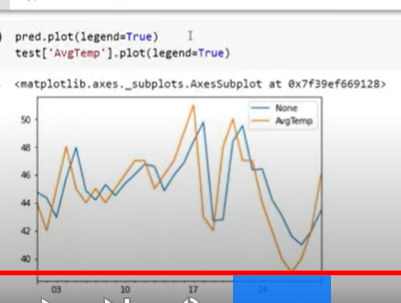 pred.plot(legend=True)
test['AvgTemp'].plot(legend=True)
<matplotlib.axes._subplots.AxesSubplot at 0x7f39ef669128>
None
AvgTemp
50
48
46
44
42
40
03
10
17
24